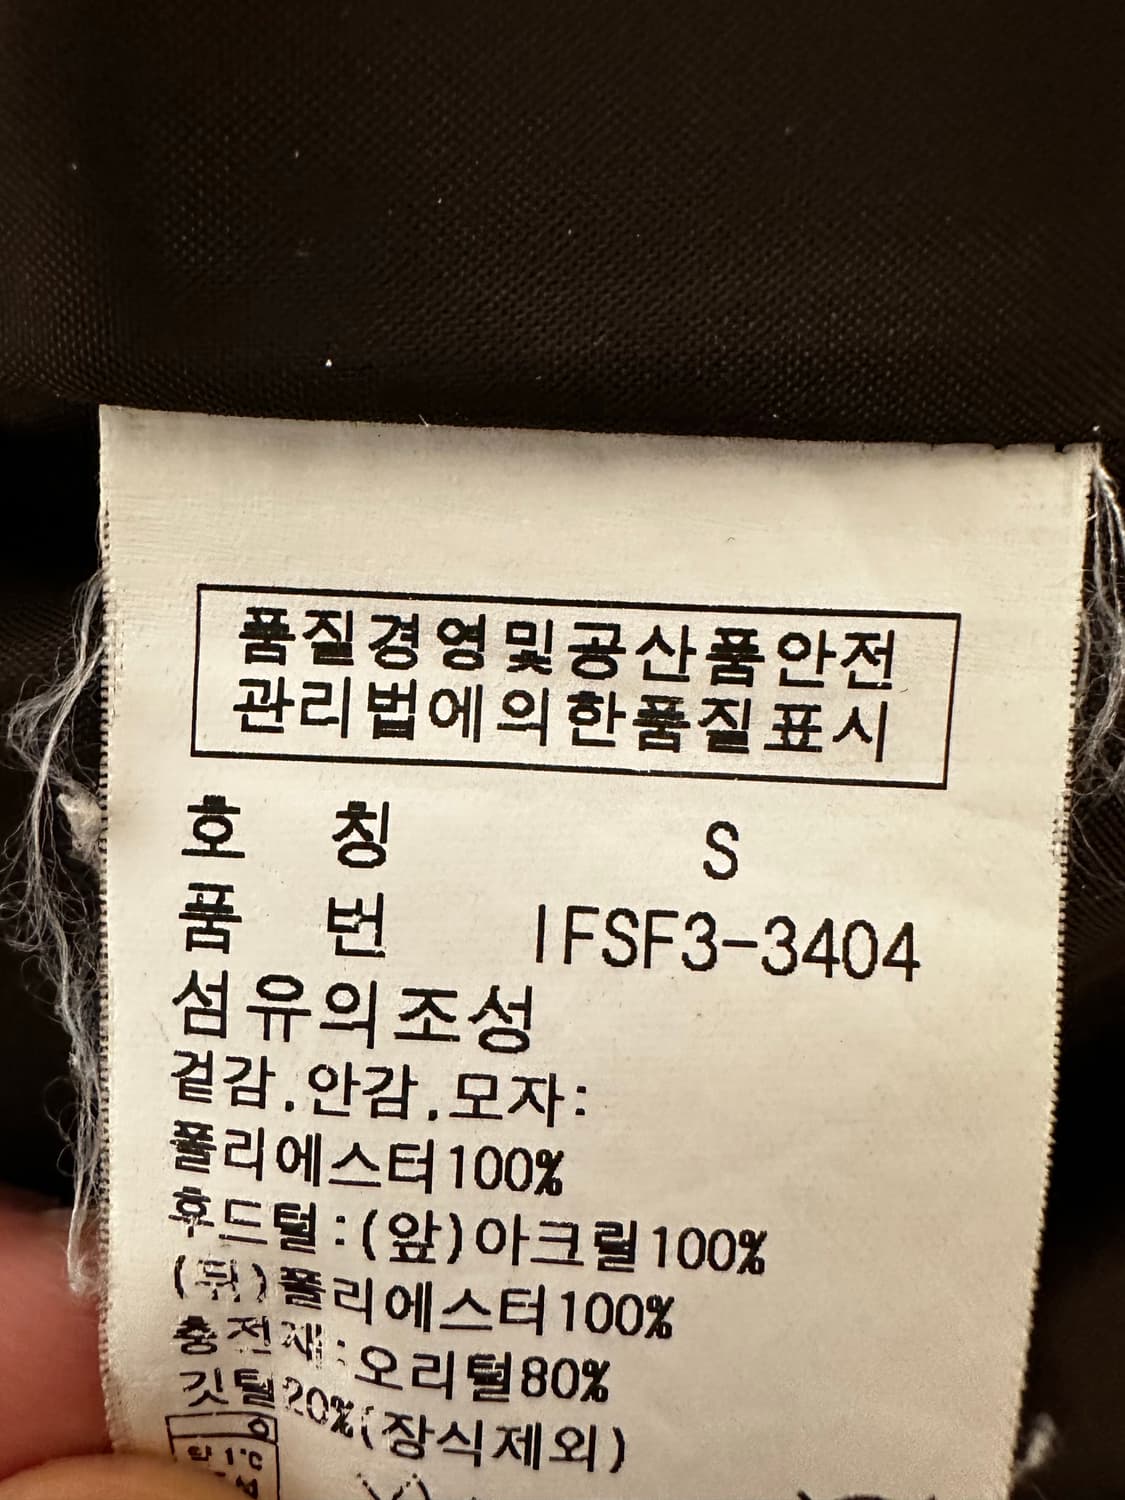 품질경영및공산품안전
관리법에의한품질표시
호 칭 S
품 번 IFSF3-3404
섬유의조성
겉감.안감.모자:
폴리에스터100%
후드털:(앞)아크릴100%
(뒤)폴리에스터100%
충전재:오리털80%
깃털20%(장식제외)